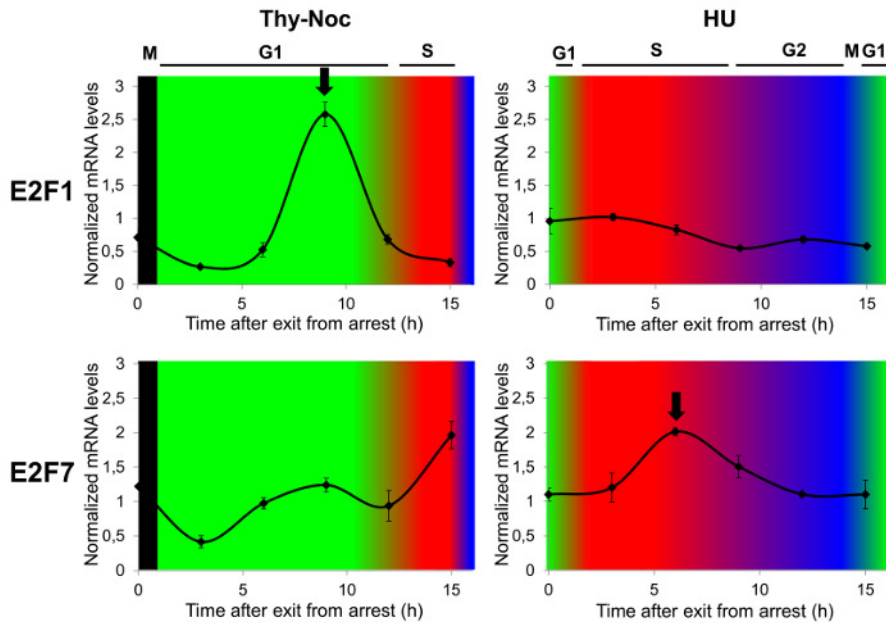 Thy-Noc HU
M G1 S G1 S G2 M G1
E2F1
Normalized mRNA levels
3
2,5
2
1,5
1
0,5
0
0 5 10 15
Time after exit from arrest (h)
Normalized mRNA levels
3
2,5
2
1,5
1
0,5
0
0 5 10 15
Time after exit from arrest (h)
E2F7
Normalized mRNA levels
3
2,5
2
1,5
1
0,5
0
0 5 10 15
Time after exit from arrest (h)
Normalized mRNA levels
3
2,5
2
1,5
1
0,5
0
0 5 10 15
Time after exit from arrest (h)